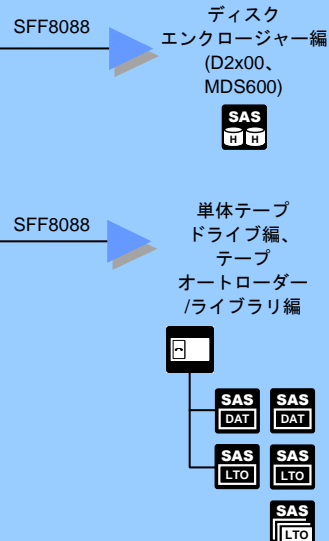 SFF8088
ディスク
エンクロージャー編
(D2x00、
MDS600)
SAS
H H
SFF8088
単体テープ
ドライブ編、
テープ
オートローダー
/ライブラリ編
SAS SAS
DAT DAT
SAS SAS
LTO LTO
SAS
LTO